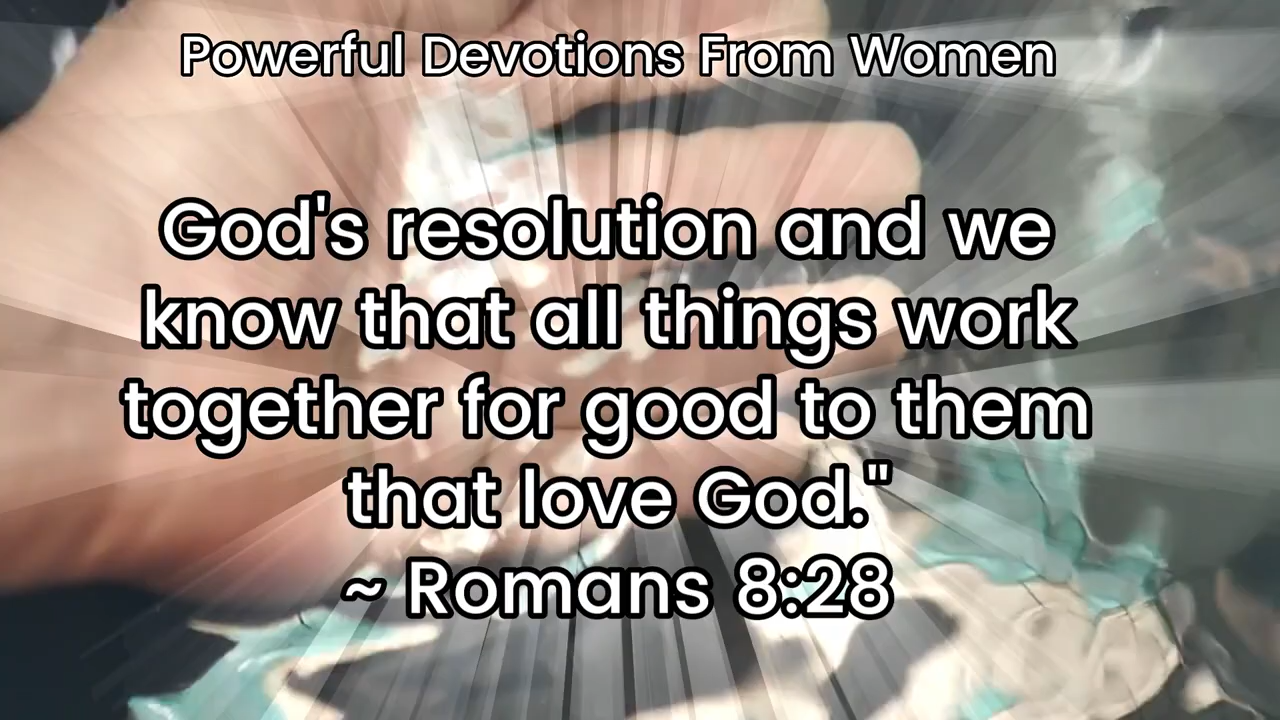 Powerful Devotions From Women
God's resolution and we
know that all things work
together for good to them
that love God."
~ Romans 8:28